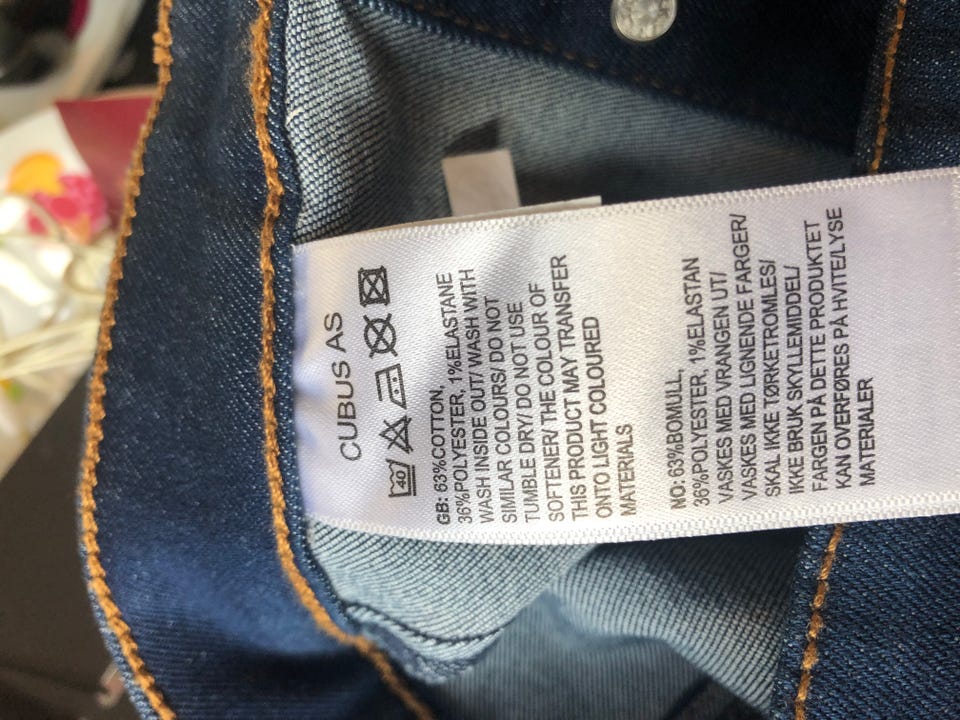 CUBUS AS
40
GB: 63%COTTON,
36%POLYESTER, 1%ELASTANE
WASH INSIDE OUT/ WASH WITH
SIMILAR COLOURS/ DO NOT
TUMBLE DRY/ DO NOT USE
SOFTENER/ THE COLOUR OF
THIS PRODUCT MAY TRANSFER
ONTO LIGHT COLOURED
MATERIALS
NO: 63%BOMULL,
36%POLYESTER, 1%ELASTAN
VASKES MED VRANGEN UT/
VASKES MED LIGNENDE FARGER/
SKAL IKKE TØRKETROMLES/
IKKE BRUK SKYLLEMIDDEL/
FARGEN PÅ DETTE PRODUKTET
KAN OVERFØRES PÅ HVITE/LYSE
MATERIALER